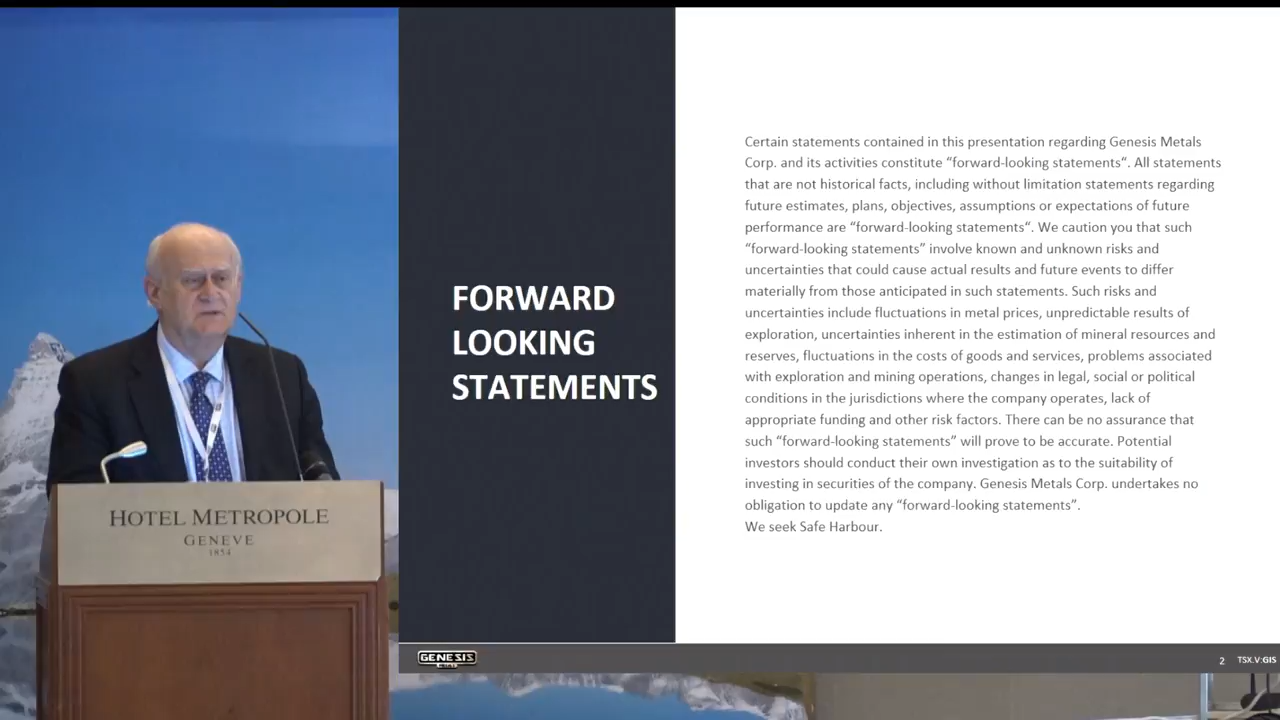 HOTEL METROPOLE
GENEVE
1854
FORWARD
LOOKING
STATEMENTS
Certain statements contained in this presentation regarding Genesis Metals
Corp. and its activities constitute “forward-looking statements“. All statements
that are not historical facts, including without limitation statements regarding
future estimates, plans, objectives, assumptions or expectations of future
performance are “forward-looking statements“. We caution you that such
“forward-looking statements” involve known and unknown risks and
uncertainties that could cause actual results and future events to differ
materially from those anticipated in such statements. Such risks and
uncertainties include fluctuations in metal prices, unpredictable results of
exploration, uncertainties inherent in the estimation of mineral resources and
reserves, fluctuations in the costs of goods and services, problems associated
with exploration and mining operations, changes in legal, social or political
conditions in the jurisdictions where the company operates, lack of
appropriate funding and other risk factors. There can be no assurance that
such “forward-looking statements” will prove to be accurate. Potential
investors should conduct their own investigation as to the suitability of
investing in securities of the company. Genesis Metals Corp. undertakes no
obligation to update any “forward-looking statements”.
We seek Safe Harbour.
GENESIS
2 TSX.V:GIS